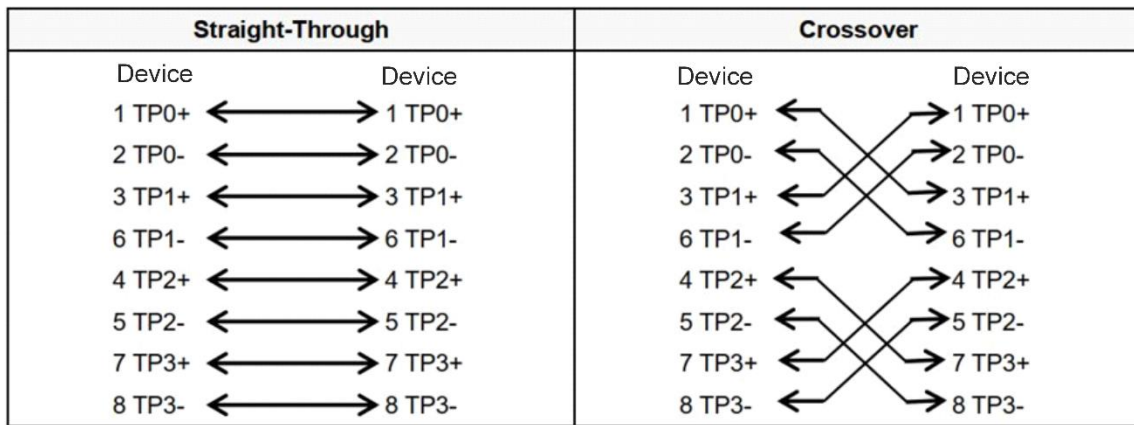 Straight-Through Crossover
Device Device Device Device
1 TP0+ 1 TP0+ 1 TP0+ 1 TP0+
2 TP0- 2 TP0- 2 TP0- 2 TP0-
3 TP1+ 3 TP1+ 3 TP1+ 3 TP1+
6 TP1- 6 TP1- 6 TP1- 6 TP1-
4 TP2+ 4 TP2+ 4 TP2+ 4 TP2+
5 TP2- 5 TP2- 5 TP2- 5 TP2-
7 TP3+ 7 TP3+ 7 TP3+ 7 TP3+
8 TP3- 8 TP3- 8 TP3- 8 TP3-